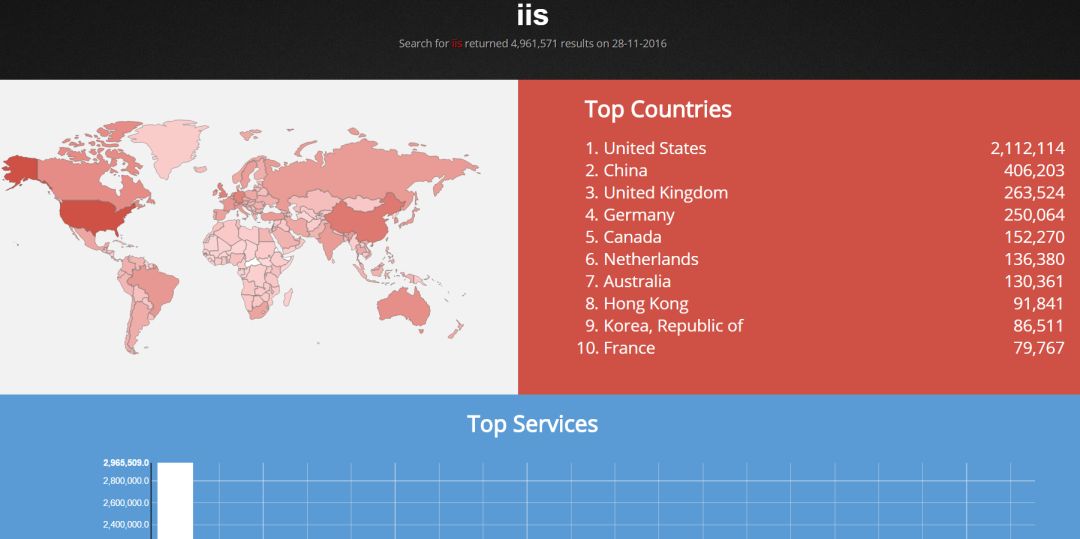 iis
Search for iis returned 4,961,571 results on 28-11-2016
Top Countries
1. United States 2,112,114
2. China 406,203
3. United Kingdom 263,524
4. Germany 250,064
5. Canada 152,270
6. Netherlands 136,380
7. Australia 130,361
8. Hong Kong 91,841
9. Korea, Republic of 86,511
10. France 79,767
Top Services
2,965,509.0
2,800,000.0
2,600,000.0
2,400,000.0